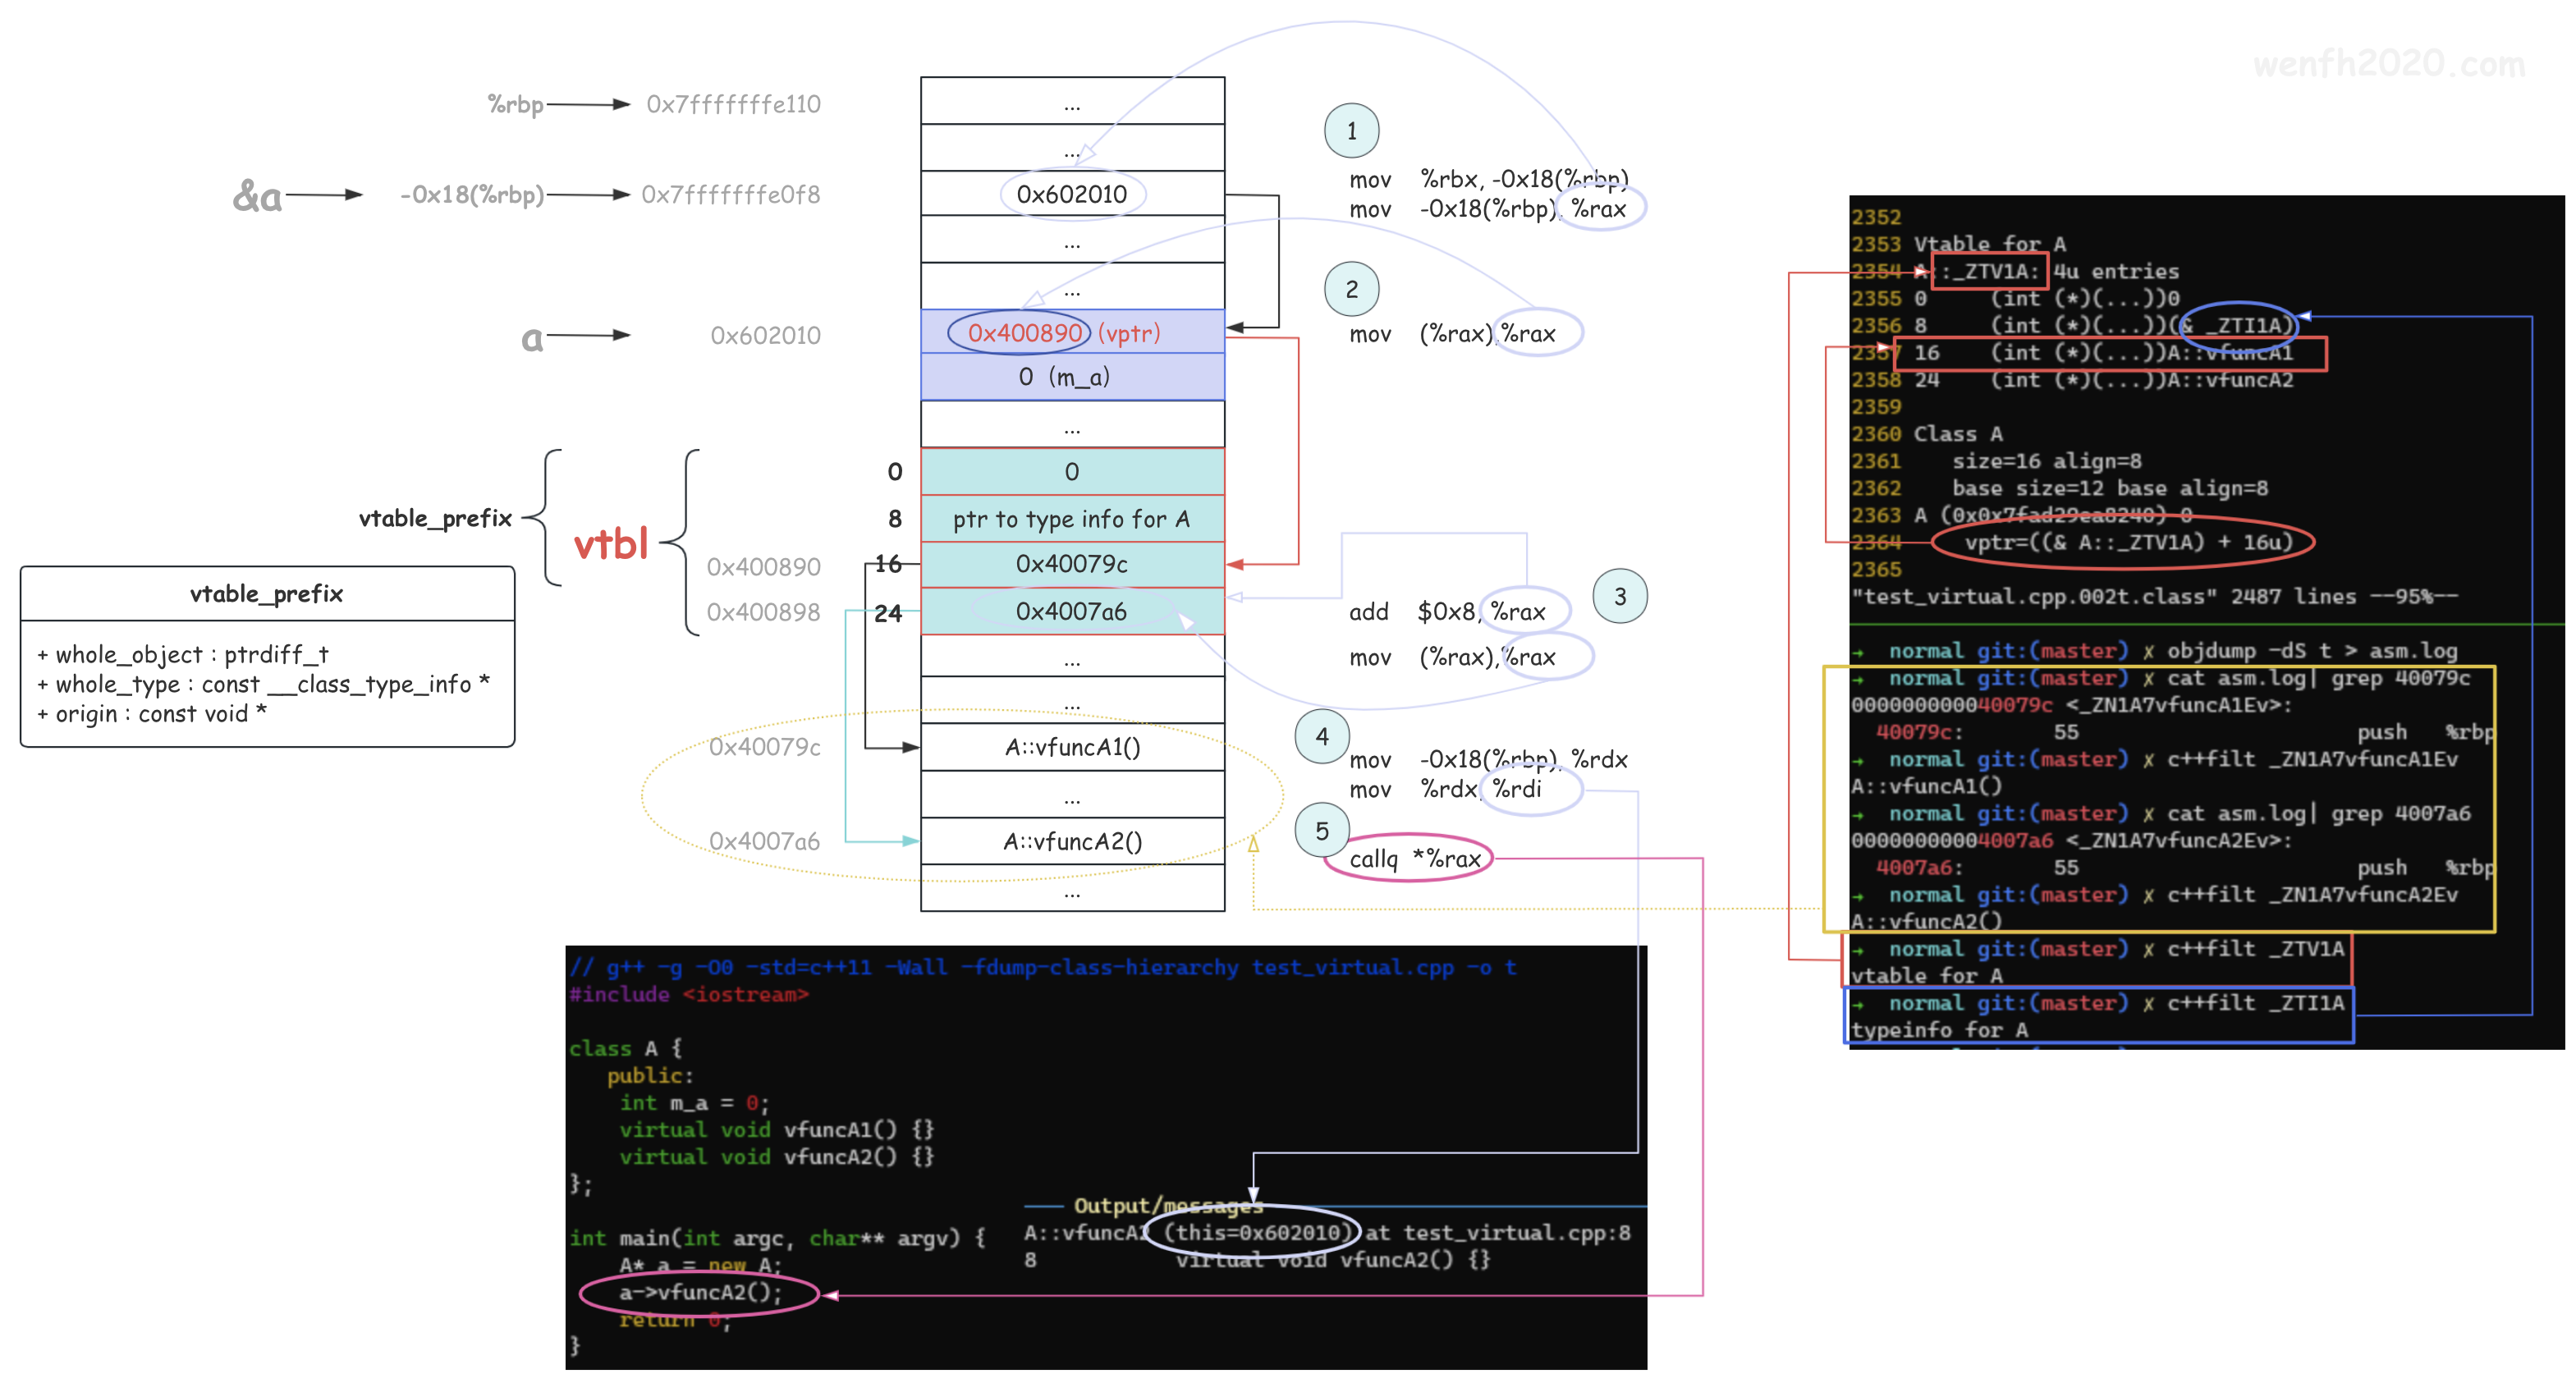 wenfh2020.com
%rbp 0x7fffffffe110
...
...
&a -0x18(%rbp) 0x7fffffffe0f8
0x602010
...
...
a 0x602010
0x400890 (vptr)
0 (m_a)
...
vtable_prefix
vtbl
0 0
8 ptr to type info for A
0x400890 16 0x40079c
0x400898 24 0x4007a6
...
...
0x40079c A::vfuncA1()
...
0x4007a6 A::vfuncA2()
...
vtable_prefix
+ whole_object : ptrdiff_t
+ whole_type : const __class_type_info *
+ origin : const void *
1
mov %rbx, -0x18(%rbp)
mov -0x18(%rbp), %rax
2
mov (%rax),%rax
3
add $0x8, %rax
mov (%rax),%rax
4
mov -0x18(%rbp), %rdx
mov %rdx, %rdi
5
callq *%rax
2352
2353 Vtable for A
2354 A::_ZTV1A: 4u entries
2355 0 (int (*)(...))0
2356 8 (int (*)(...))(& _ZTI1A)
2357 16 (int (*)(...))A::vfuncA1
2358 24 (int (*)(...))A::vfuncA2
2359
2360 Class A
2361 size=16 align=8
2362 base size=12 base align=8
2363 A (0x0x7fad29ea8240) 0
2364 vptr=((& A::_ZTV1A) + 16u)
2365
"test_virtual.cpp.002t.class" 2487 lines --95%--
→ normal git:(master) ✗ objdump -dS t > asm.log
→ normal git:(master) ✗ cat asm.log| grep 40079c
000000000040079c <_ZN1A7vfuncA1Ev>:
40079c: 55 push %rbp
→ normal git:(master) ✗ c++filt _ZN1A7vfuncA1Ev
A::vfuncA1()
→ normal git:(master) ✗ cat asm.log| grep 4007a6
00000000004007a6 <_ZN1A7vfuncA2Ev>:
4007a6: 55 push %rbp
→ normal git:(master) ✗ c++filt _ZN1A7vfuncA2Ev
A::vfuncA2()
→ normal git:(master) ✗ c++filt _ZTV1A
vtable for A
→ normal git:(master) ✗ c++filt _ZTI1A
typeinfo for A
// g++ -g -O0 -std=c++11 -Wall -fdump-class-hierarchy test_virtual.cpp -o t
#include <iostream>
class A {
public:
int m_a = 0;
virtual void vfuncA1() {}
virtual void vfuncA2() {}
};
int main(int argc, char** argv) {
A* a = new A;
a->vfuncA2();
return 0;
}
Output/messages
A::vfuncA2 (this=0x602010) at test_virtual.cpp:8
8 virtual void vfuncA2() {}